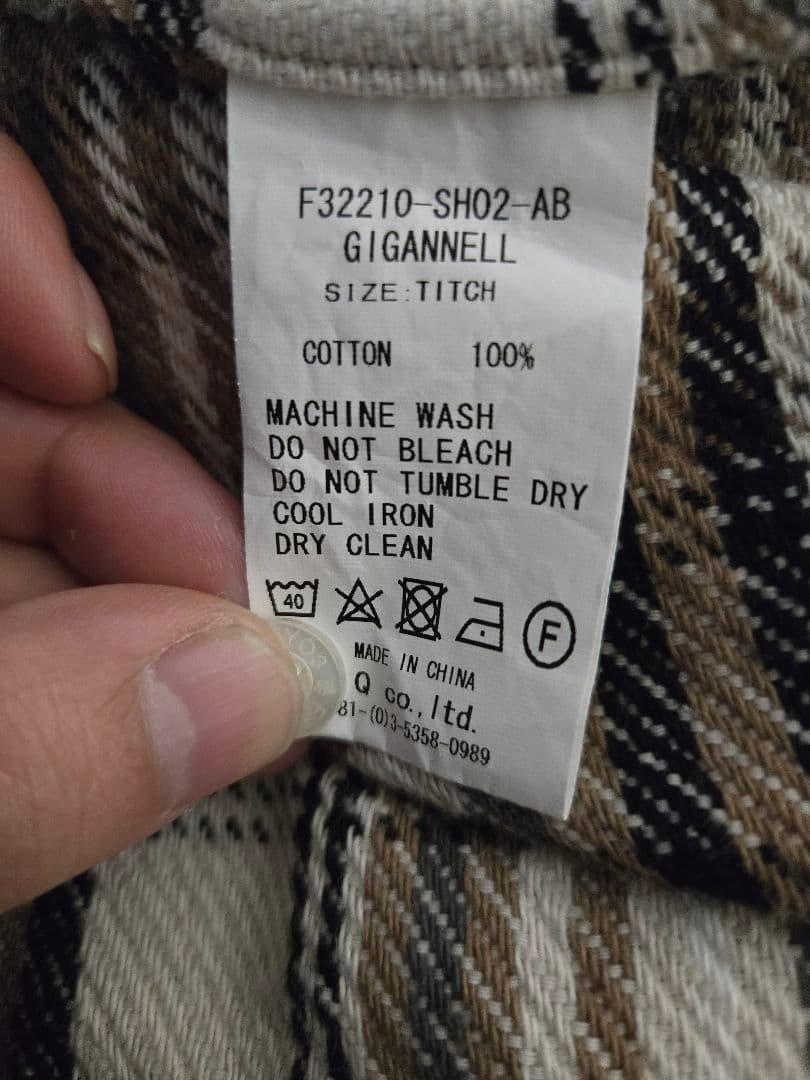 F32210-SH02-AB
GIGANNELL
SIZE:TITCH
COTTON 100%
MACHINE WASH
DO NOT BLEACH
DO NOT TUMBLE DRY
COOL IRON
DRY CLEAN
40
F
MADE IN CHINA
Q co.,ltd.
81-(0)3-5358-0989